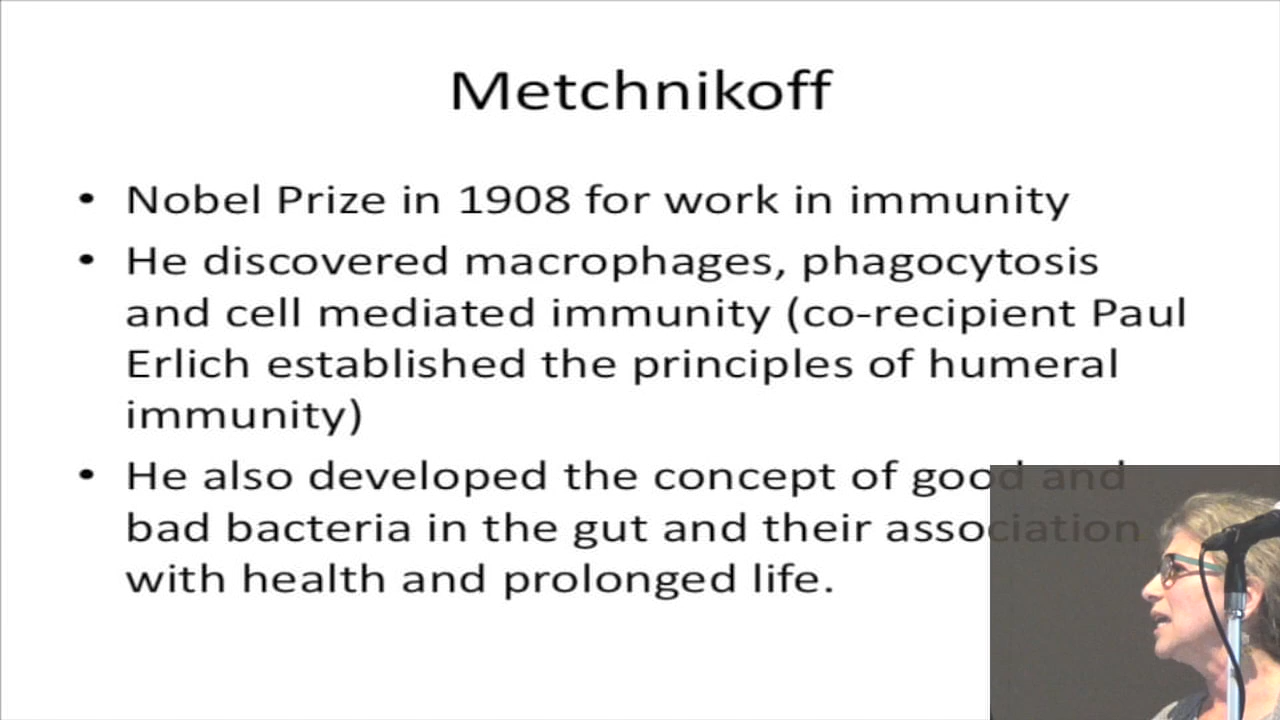 Metchnikoff
• Nobel Prize in 1908 for work in immunity
• He discovered macrophages, phagocytosis
and cell mediated immunity (co-recipient Paul
Erlich established the principles of humeral
immunity)
• He also developed the concept of good and
bad bacteria in the gut and their association
with health and prolonged life.